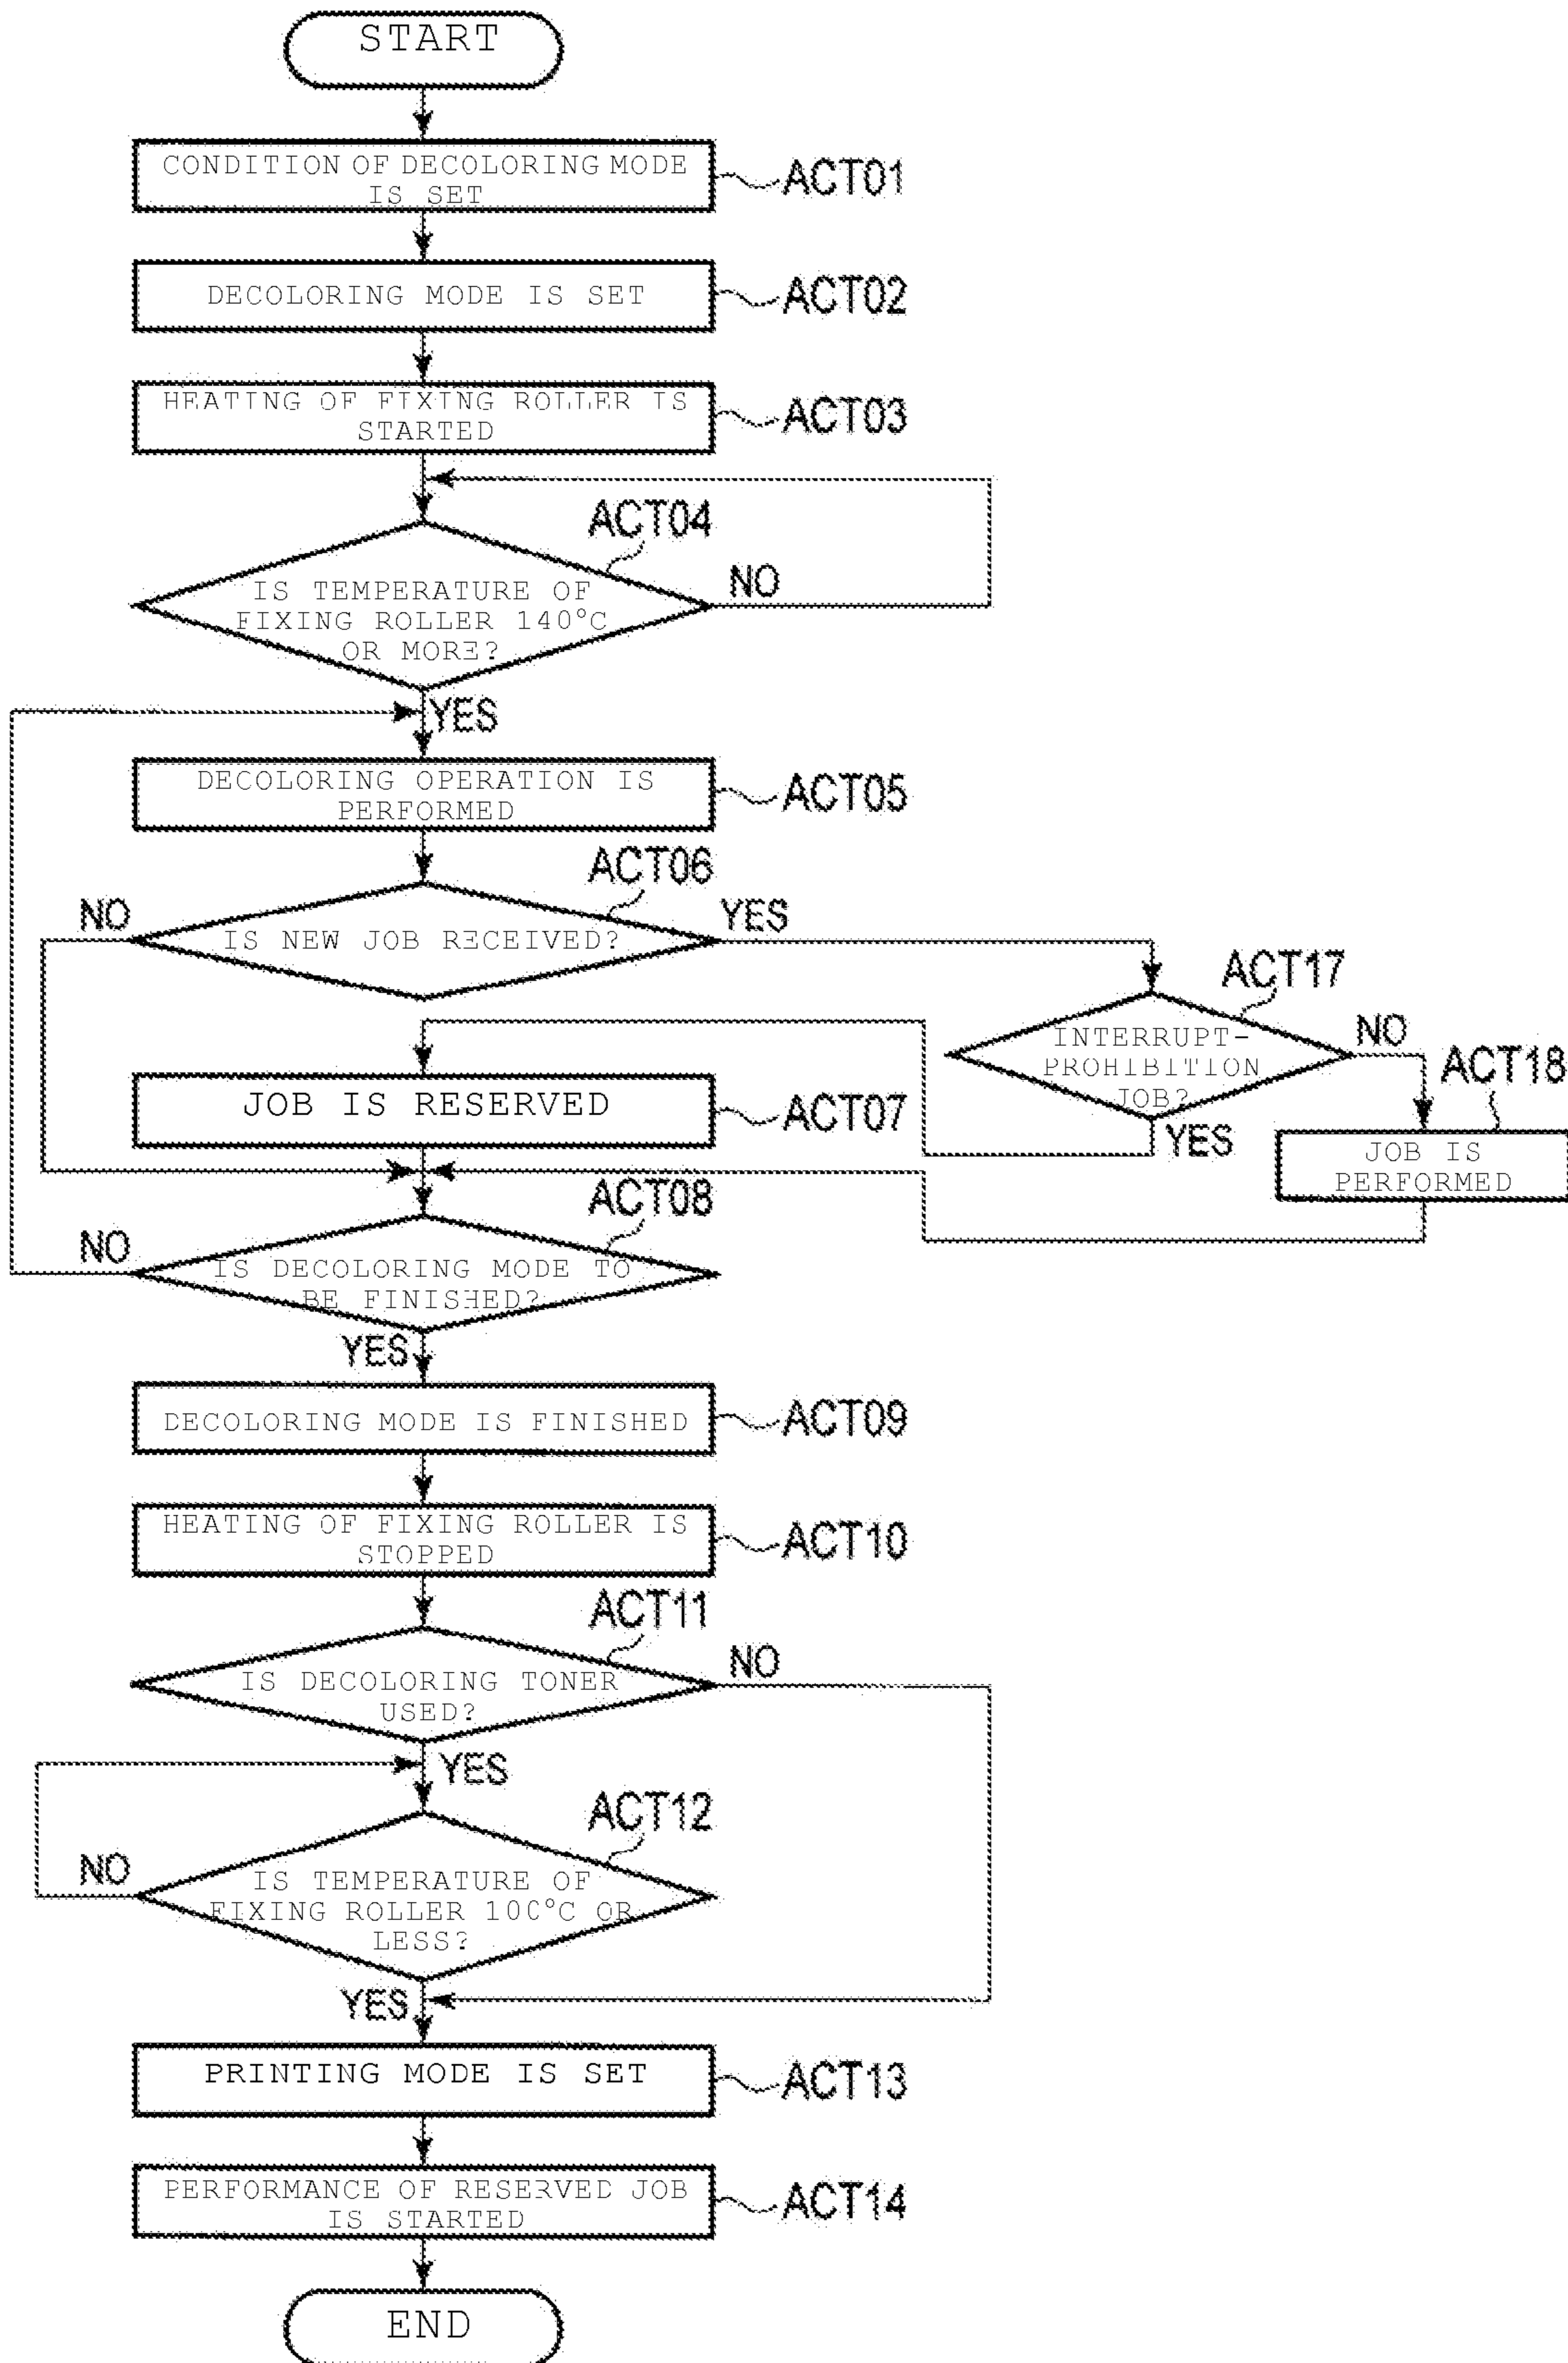 START
CONDITION OF DECOLORING MODE
IS SET
ACT01
DECOLORING MODE IS SET
ACT02
HEATING OF FIXING ROLLER IS
STARTED
ACT03
ACT04
IS TEMPERATURE OF
FIXING ROLLER 140°C
OR MORE?
NO
YES
DECOLORING OPERATION IS
PERFORMED
ACT05
ACT06
NO
IS NEW JOB RECEIVED?
YES
ACT17
INTERRUPT-
PROHIBITION
JOB?
NO
YES
ACT18
JOB IS
PERFORMED
JOB IS RESERVED
ACT07
ACT08
NO
IS DECOLORING MODE TO
BE FINISHED?
YES
DECOLORING MODE IS FINISHED
ACT09
HEATING OF FIXING ROLLER IS
STOPPED
ACT10
ACT11
IS DECOLORING TONER
USED?
NO
YES
ACT12
NO
IS TEMPERATURE OF
FIXING ROLLER 100°C OR
LESS?
YES
PRINTING MODE IS SET
ACT13
PERFORMANCE OF RESERVED JOB
IS STARTED
ACT14
END